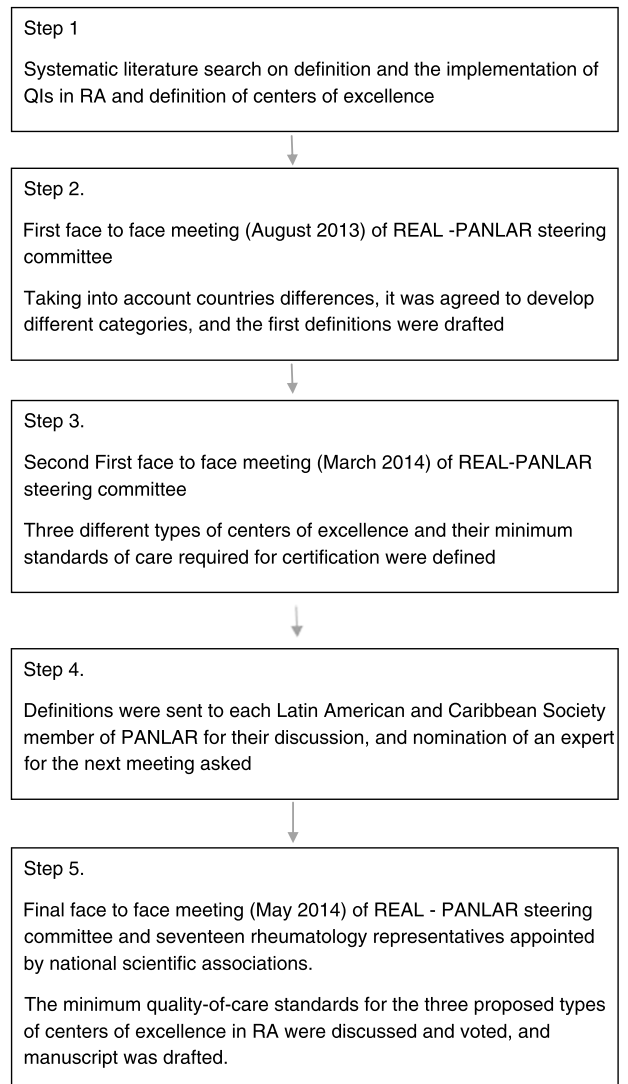 Step 1
Systematic literature search on definition and the implementation of
QIs in RA and definition of centers of excellence
Step 2.
First face to face meeting (August 2013) of REAL -PANLAR steering
committee
Taking into account countries differences, it was agreed to develop
different categories, and the first definitions were drafted
Step 3.
Second First face to face meeting (March 2014) of REAL-PANLAR
steering committee
Three different types of centers of excellence and their minimum
standards of care required for certification were defined
Step 4.
Definitions were sent to each Latin American and Caribbean Society
member of PANLAR for their discussion, and nomination of an expert
for the next meeting asked
Step 5.
Final face to face meeting (May 2014) of REAL - PANLAR steering
committee and seventeen rheumatology representatives appointed
by national scientific associations.
The minimum quality-of-care standards for the three proposed types
of centers of excellence in RA were discussed and voted, and
manuscript was drafted.